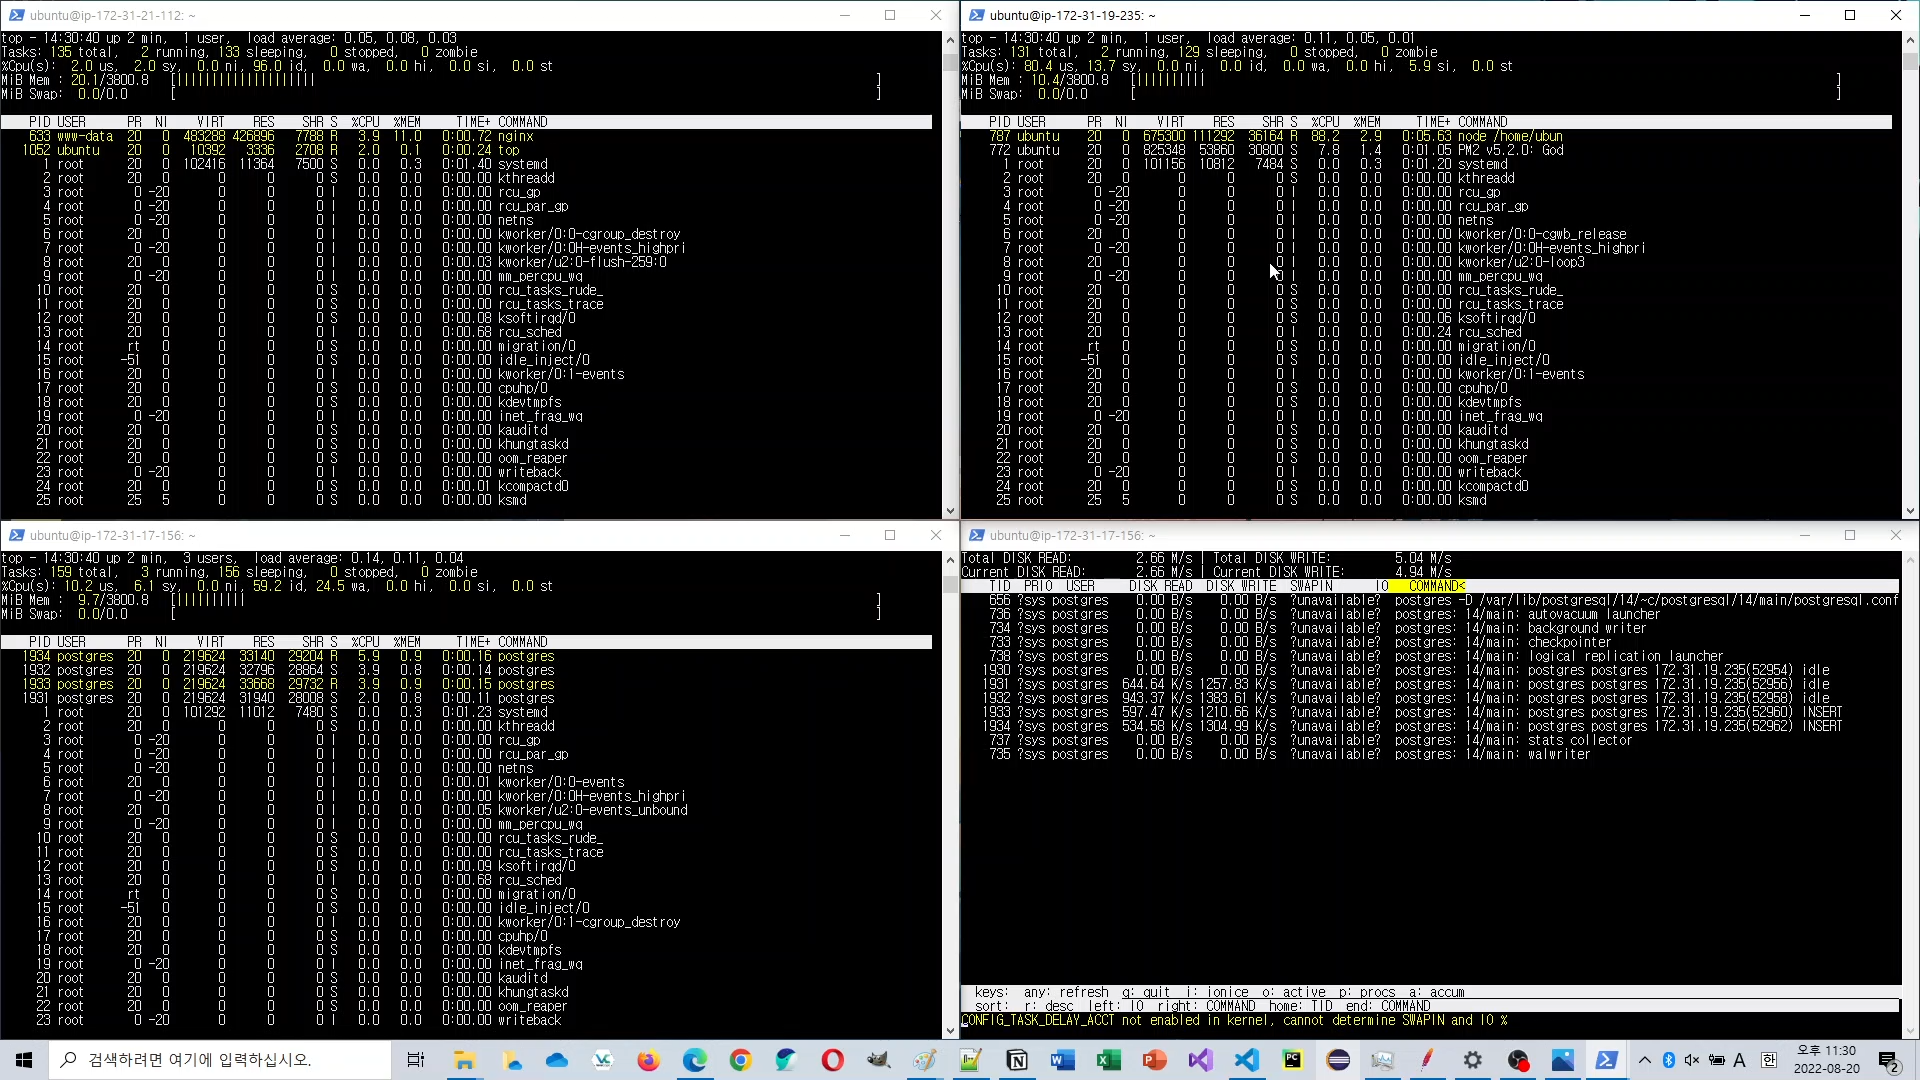 ubuntu@ip-172-31-21-112: ~
top - 14:30:40 up 2 min,  1 user,  load average: 0.05, 0.08, 0.03
Tasks: 135 total,   2 running, 133 sleeping,   0 stopped,   0 zombie
%Cpu(s):  2.0 us,  2.0 sy,  0.0 ni, 96.0 id,  0.0 wa,  0.0 hi,  0.0 si,  0.0 st
MiB Mem : 20.1/3800.8   [||||||||||||||||||||  ]
MiB Swap:  0.0/0.0     [  ]
PID USER PR NI VIRT RES SHR S %CPU %MEM TIME+ COMMAND
633 www-data 20 0 483288 426896 7788 R 3.9 11.0 0:00.72 nginx
1052 ubuntu 20 0 10392 3336 2708 R 2.0 0.1 0:00.24 top
1 root 20 0 102416 11364 7500 S 0.0 0.3 0:01.40 systemd
2 root 20 0 0 0 0 S 0.0 0.0 0:00.00 kthreadd
3 root 0 -20 0 0 0 I 0.0 0.0 0:00.00 rcu_gp
4 root 0 -20 0 0 0 I 0.0 0.0 0:00.00 rcu_par_gp
5 root 0 -20 0 0 0 I 0.0 0.0 0:00.00 netns
6 root 20 0 0 0 0 I 0.0 0.0 0:00.00 kworker/0:0-cgroup_destroy
7 root 0 -20 0 0 0 I 0.0 0.0 0:00.00 kworker/0:0H-events_highpri
8 root 20 0 0 0 0 I 0.0 0.0 0:00.03 kworker/u2:0-flush-259:0
9 root 0 -20 0 0 0 I 0.0 0.0 0:00.00 mm_percpu_wq
10 root 20 0 0 0 0 S 0.0 0.0 0:00.00 rcu_tasks_rude_
11 root 20 0 0 0 0 S 0.0 0.0 0:00.00 rcu_tasks_trace
12 root 20 0 0 0 0 S 0.0 0.0 0:00.08 ksoftirqd/0
13 root 20 0 0 0 0 I 0.0 0.0 0:00.68 rcu_sched
14 root rt 0 0 0 0 S 0.0 0.0 0:00.00 migration/0
15 root -51 0 0 0 0 S 0.0 0.0 0:00.00 idle_inject/0
16 root 20 0 0 0 0 I 0.0 0.0 0:00.00 kworker/0:1-events
17 root 20 0 0 0 0 S 0.0 0.0 0:00.00 cpuhp/0
18 root 20 0 0 0 0 S 0.0 0.0 0:00.00 kdevtmpfs
19 root 0 -20 0 0 0 I 0.0 0.0 0:00.00 inet_frag_wq
20 root 20 0 0 0 0 S 0.0 0.0 0:00.00 kauditd
21 root 20 0 0 0 0 S 0.0 0.0 0:00.00 khungtaskd
22 root 20 0 0 0 0 S 0.0 0.0 0:00.00 oom_reaper
23 root 0 -20 0 0 0 I 0.0 0.0 0:00.00 writeback
24 root 20 0 0 0 0 S 0.0 0.0 0:00.01 kcompactd0
25 root 25 5 0 0 0 S 0.0 0.0 0:00.00 ksmd
ubuntu@ip-172-31-19-235: ~
top - 14:30:40 up 2 min,  1 user,  load average: 0.11, 0.05, 0.01
Tasks: 131 total,   2 running, 129 sleeping,   0 stopped,   0 zombie
%Cpu(s): 80.4 us, 13.7 sy,  0.0 ni,  0.0 id,  0.0 wa,  0.0 hi,  5.9 si,  0.0 st
MiB Mem : 10.4/3800.8   [||||||||||  ]
MiB Swap:  0.0/0.0     [  ]
PID USER PR NI VIRT RES SHR S %CPU %MEM TIME+ COMMAND
787 ubuntu 20 0 675300 111292 36164 R 88.2 2.9 0:05.63 node /home/ubun
772 ubuntu 20 0 825348 53860 30800 S 7.8 1.4 0:01.05 PM2 v5.2.0: God
1 root 20 0 101156 10812 7484 S 0.0 0.3 0:01.20 systemd
2 root 20 0 0 0 0 S 0.0 0.0 0:00.00 kthreadd
3 root 0 -20 0 0 0 I 0.0 0.0 0:00.00 rcu_gp
4 root 0 -20 0 0 0 I 0.0 0.0 0:00.00 rcu_par_gp
5 root 0 -20 0 0 0 I 0.0 0.0 0:00.00 netns
6 root 20 0 0 0 0 I 0.0 0.0 0:00.00 kworker/0:0-cgwb_release
7 root 0 -20 0 0 0 I 0.0 0.0 0:00.00 kworker/0:0H-events_highpri
8 root 20 0 0 0 0 I 0.0 0.0 0:00.00 kworker/u2:0-loop3
9 root 0 -20 0 0 0 I 0.0 0.0 0:00.00 mm_percpu_wq
10 root 20 0 0 0 0 S 0.0 0.0 0:00.00 rcu_tasks_rude_
11 root 20 0 0 0 0 S 0.0 0.0 0:00.00 rcu_tasks_trace
12 root 20 0 0 0 0 S 0.0 0.0 0:00.06 ksoftirqd/0
13 root 20 0 0 0 0 I 0.0 0.0 0:00.24 rcu_sched
14 root rt 0 0 0 0 S 0.0 0.0 0:00.00 migration/0
15 root -51 0 0 0 0 S 0.0 0.0 0:00.00 idle_inject/0
16 root 20 0 0 0 0 I 0.0 0.0 0:00.00 kworker/0:1-events
17 root 20 0 0 0 0 S 0.0 0.0 0:00.00 cpuhp/0
18 root 20 0 0 0 0 S 0.0 0.0 0:00.00 kdevtmpfs
19 root 0 -20 0 0 0 I 0.0 0.0 0:00.00 inet_frag_wq
20 root 20 0 0 0 0 S 0.0 0.0 0:00.00 kauditd
21 root 20 0 0 0 0 S 0.0 0.0 0:00.00 khungtaskd
22 root 20 0 0 0 0 S 0.0 0.0 0:00.00 oom_reaper
23 root 0 -20 0 0 0 I 0.0 0.0 0:00.00 writeback
24 root 20 0 0 0 0 S 0.0 0.0 0:00.00 kcompactd0
25 root 25 5 0 0 0 S 0.0 0.0 0:00.00 ksmd
ubuntu@ip-172-31-17-156: ~
top - 14:30:40 up 2 min,  3 users,  load average: 0.14, 0.11, 0.04
Tasks: 159 total,   3 running, 156 sleeping,   0 stopped,   0 zombie
%Cpu(s): 10.2 us,  6.1 sy,  0.0 ni, 59.2 id, 24.5 wa,  0.0 hi,  0.0 si,  0.0 st
MiB Mem :  9.7/3800.8   [||||||||||  ]
MiB Swap:  0.0/0.0     [  ]
PID USER PR NI VIRT RES SHR S %CPU %MEM TIME+ COMMAND
1934 postgres 20 0 219624 33140 29204 R 5.9 0.9 0:00.16 postgres
1932 postgres 20 0 219624 32796 28864 S 3.9 0.8 0:00.14 postgres
1933 postgres 20 0 219624 33668 29732 R 3.9 0.9 0:00.15 postgres
1931 postgres 20 0 219624 31940 28008 S 2.0 0.8 0:00.11 postgres
1 root 20 0 101292 11012 7480 S 0.0 0.3 0:01.23 systemd
2 root 20 0 0 0 0 S 0.0 0.0 0:00.00 kthreadd
3 root 0 -20 0 0 0 I 0.0 0.0 0:00.00 rcu_gp
4 root 0 -20 0 0 0 I 0.0 0.0 0:00.00 rcu_par_gp
5 root 0 -20 0 0 0 I 0.0 0.0 0:00.00 netns
6 root 20 0 0 0 0 I 0.0 0.0 0:00.01 kworker/0:0-events
7 root 0 -20 0 0 0 I 0.0 0.0 0:00.00 kworker/0:0H-events_highpri
8 root 20 0 0 0 0 I 0.0 0.0 0:00.05 kworker/u2:0-events_unbound
9 root 0 -20 0 0 0 I 0.0 0.0 0:00.00 mm_percpu_wq
10 root 20 0 0 0 0 S 0.0 0.0 0:00.00 rcu_tasks_rude_
11 root 20 0 0 0 0 S 0.0 0.0 0:00.00 rcu_tasks_trace
12 root 20 0 0 0 0 S 0.0 0.0 0:00.09 ksoftirqd/0
13 root 20 0 0 0 0 I 0.0 0.0 0:00.68 rcu_sched
14 root rt 0 0 0 0 S 0.0 0.0 0:00.00 migration/0
15 root -51 0 0 0 0 S 0.0 0.0 0:00.00 idle_inject/0
16 root 20 0 0 0 0 I 0.0 0.0 0:00.00 kworker/0:1-cgroup_destroy
17 root 20 0 0 0 0 S 0.0 0.0 0:00.00 cpuhp/0
18 root 20 0 0 0 0 S 0.0 0.0 0:00.00 kdevtmpfs
19 root 0 -20 0 0 0 I 0.0 0.0 0:00.00 inet_frag_wq
20 root 20 0 0 0 0 S 0.0 0.0 0:00.00 kauditd
21 root 20 0 0 0 0 S 0.0 0.0 0:00.00 khungtaskd
22 root 20 0 0 0 0 S 0.0 0.0 0:00.00 oom_reaper
23 root 0 -20 0 0 0 I 0.0 0.0 0:00.00 writeback
ubuntu@ip-172-31-17-156: ~
Total DISK READ:         2.66 M/s | Total DISK WRITE:         5.04 M/s
Current DISK READ:       2.66 M/s | Current DISK WRITE:       4.94 M/s
TID  PRIO  USER     DISK READ  DISK WRITE  SWAPIN      IO   COMMAND<
656 ?sys postgres    0.00 B/s    0.00 B/s  ?unavailable?  postgres -D /var/lib/postgresql/14/~c/postgresql/14/main/postgresql.conf
736 ?sys postgres    0.00 B/s    0.00 B/s  ?unavailable?  postgres: 14/main: autovacuum launcher
734 ?sys postgres    0.00 B/s    0.00 B/s  ?unavailable?  postgres: 14/main: background writer
733 ?sys postgres    0.00 B/s    0.00 B/s  ?unavailable?  postgres: 14/main: checkpointer
738 ?sys postgres    0.00 B/s    0.00 B/s  ?unavailable?  postgres: 14/main: logical replication launcher
1930 ?sys postgres    0.00 B/s    0.00 B/s  ?unavailable?  postgres: 14/main: postgres postgres 172.31.19.235(52954) idle
1931 ?sys postgres  644.64 K/s 1257.83 K/s  ?unavailable?  postgres: 14/main: postgres postgres 172.31.19.235(52956) idle
1932 ?sys postgres  943.37 K/s 1383.61 K/s  ?unavailable?  postgres: 14/main: postgres postgres 172.31.19.235(52958) idle
1933 ?sys postgres  597.47 K/s 1210.66 K/s  ?unavailable?  postgres: 14/main: postgres postgres 172.31.19.235(52960) INSERT
1934 ?sys postgres  534.58 K/s 1304.99 K/s  ?unavailable?  postgres: 14/main: postgres postgres 172.31.19.235(52962) INSERT
737 ?sys postgres    0.00 B/s    0.00 B/s  ?unavailable?  postgres: 14/main: stats collector
735 ?sys postgres    0.00 B/s    0.00 B/s  ?unavailable?  postgres: 14/main: walwriter
keys:  any: refresh  q: quit  i: ionice  o: active  p: procs  a: accum
sort:  r: desc  left: IO  right: COMMAND  home: TID  end: COMMAND
CONFIG_TASK_DELAY_ACCT not enabled in kernel, cannot determine SWAPIN and IO %
검색하려면 여기에 입력하십시오.
A 한 오후 11:30
2022-08-20
2